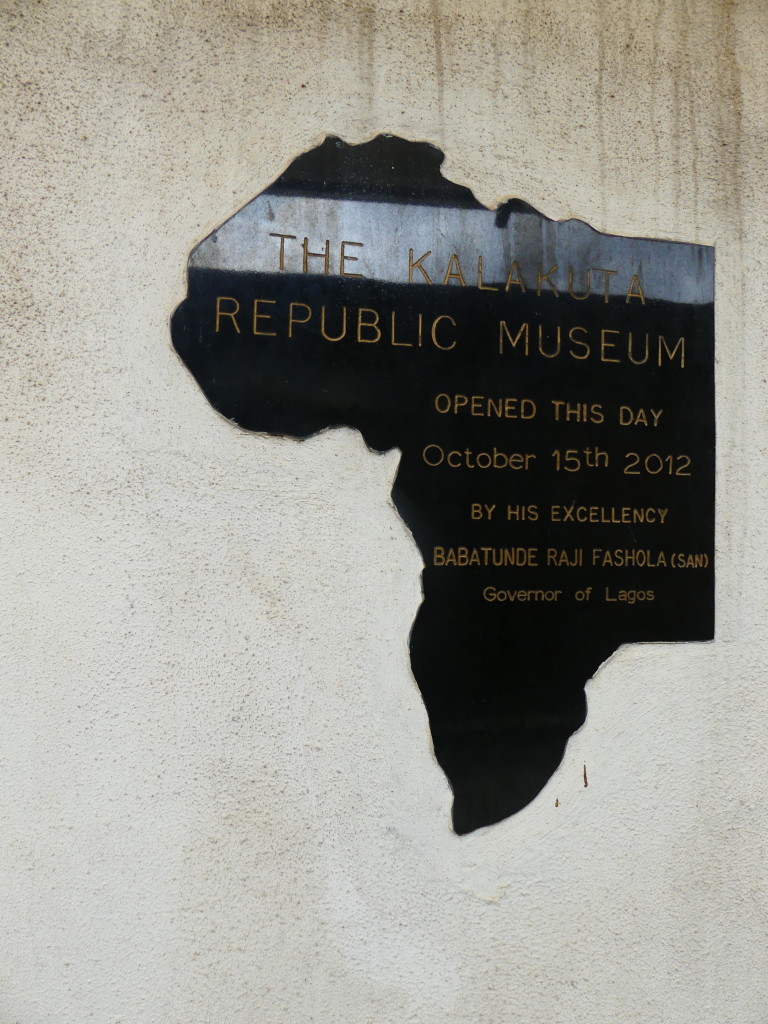 THE KALAKUTA
REPUBLIC MUSEUM
OPENED THIS DAY
October 15th 2012
BY HIS EXCELLENCY
BABATUNDE RAJI FASHOLA (SAN)
Governor of Lagos